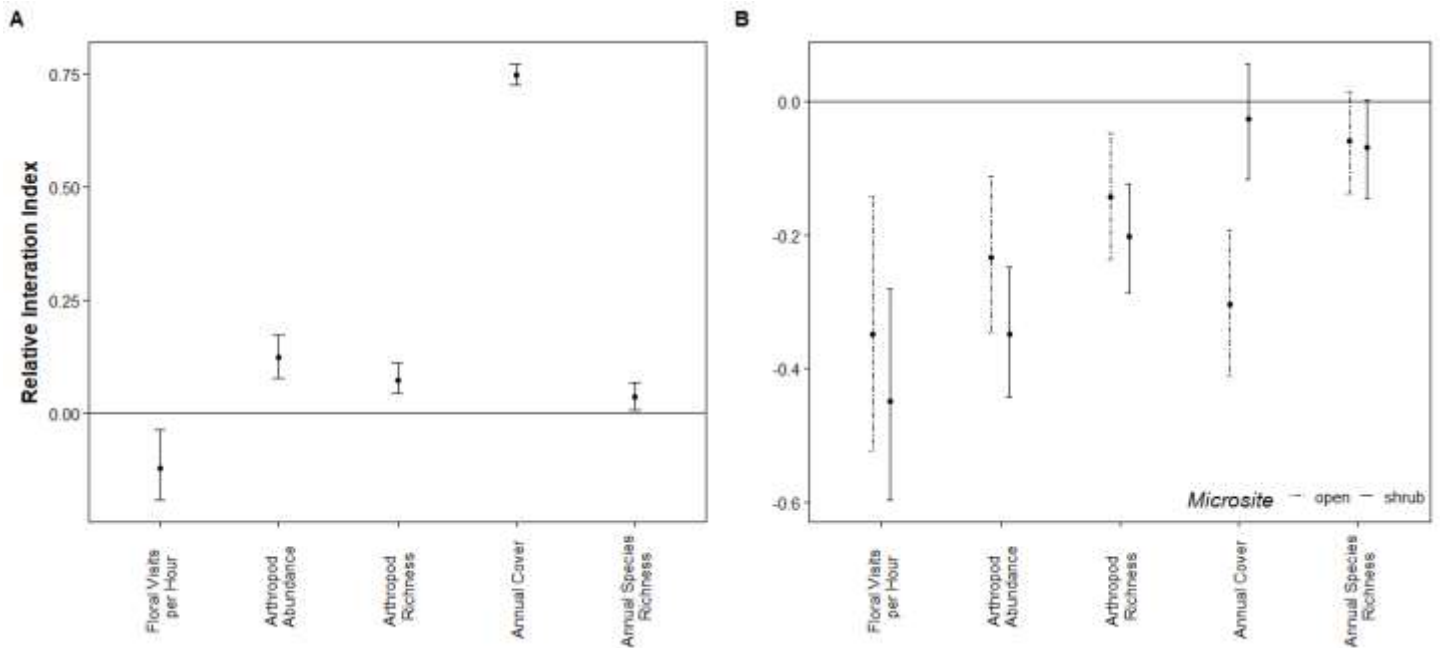 A
Relative Interation Index
0.75
0.50
0.25
0.00
Floral Visits
per Hour
Arthropod
Abundance
Arthropod
Richness
Annual Cover
Annual Species
Richness
B
0.0
-0.2
-0.4
-0.6
Microsite open shrub
Floral Visits
per Hour
Arthropod
Abundance
Arthropod
Richness
Annual Cover
Annual Species
Richness